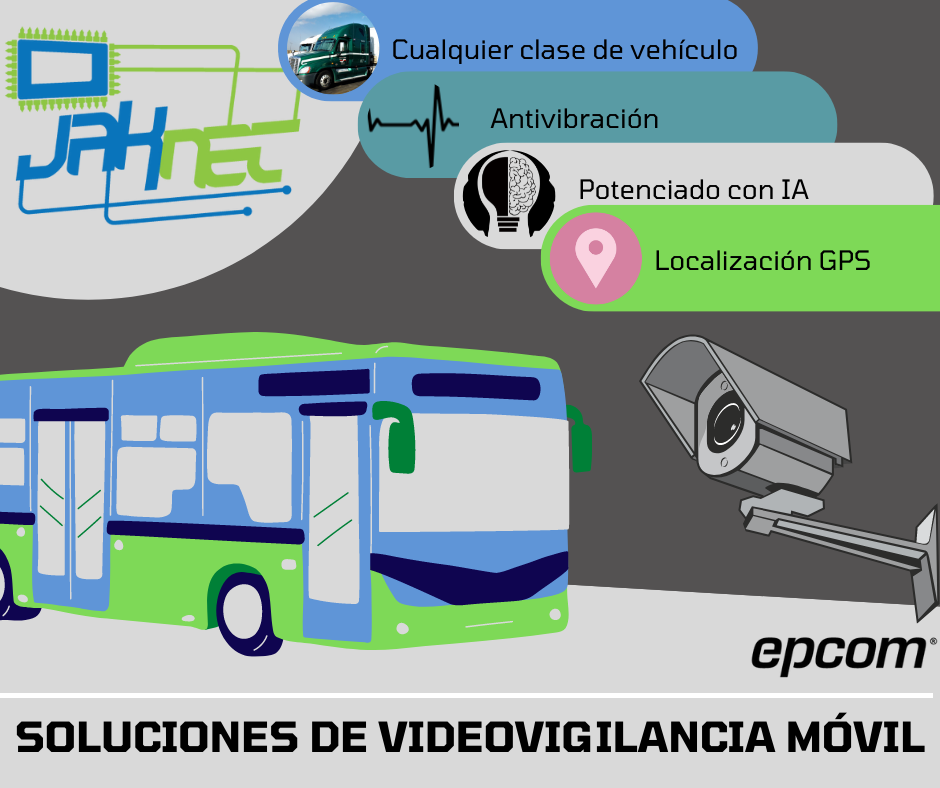 JAKNET
Cualquier clase de vehículo
Antivibración
Potenciado con IA
Localización GPS
epcom®
SOLUCIONES DE VIDEOVIGILANCIA MÓVIL